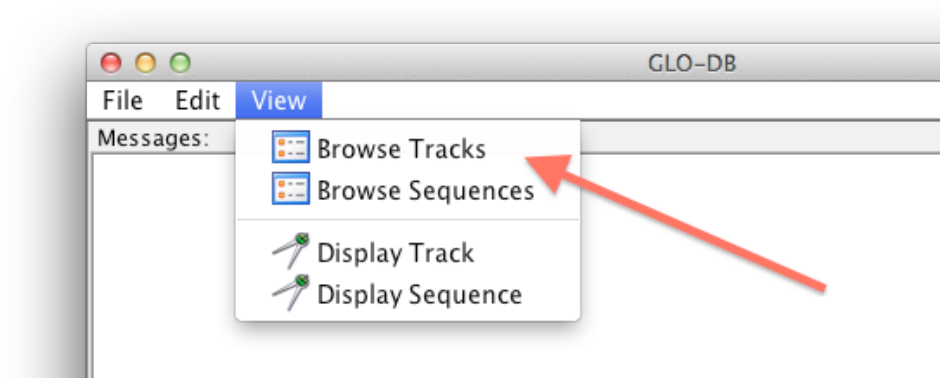 GLO-DB
File Edit View
Messages:
Browse Tracks
Browse Sequences
Display Track
Display Sequence